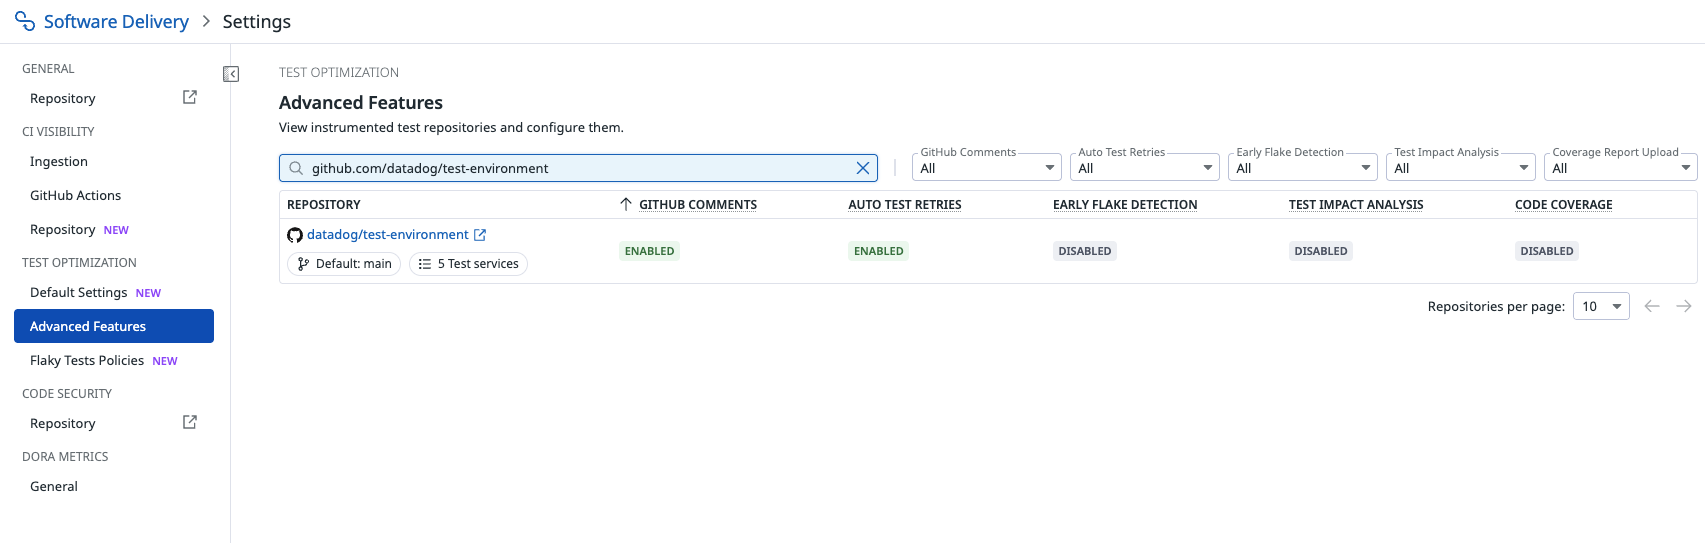 Software Delivery > Settings
GENERAL
Repository
CI VISIBILITY
Ingestion
GitHub Actions
Repository NEW
TEST OPTIMIZATION
Default Settings NEW
Advanced Features
Flaky Tests Policies NEW
CODE SECURITY
Repository
DORA METRICS
General
TEST OPTIMIZATION
Advanced Features
View instrumented test repositories and configure them.
github.com/datadog/test-environment
GitHub Comments
All
Auto Test Retries
All
Early Flake Detection
All
Test Impact Analysis
All
Coverage Report Upload
All
REPOSITORY GITHUB COMMENTS AUTO TEST RETRIES EARLY FLAKE DETECTION TEST IMPACT ANALYSIS CODE COVERAGE
datadog/test-environment
Default: main 5 Test services
ENABLED ENABLED DISABLED DISABLED DISABLED
Repositories per page: 10